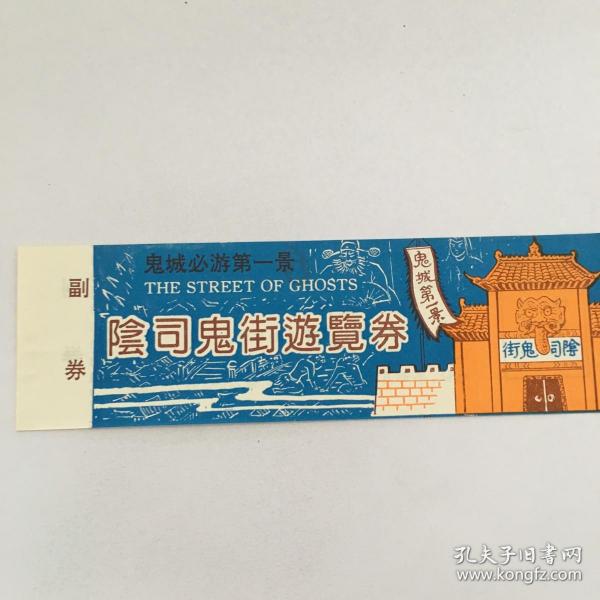 副
券
鬼城必游第一景
THE STREET OF GHOSTS
陰司鬼街遊覽券
鬼城第一景
街鬼司陰
孔夫子旧书网
www.kongfz.com